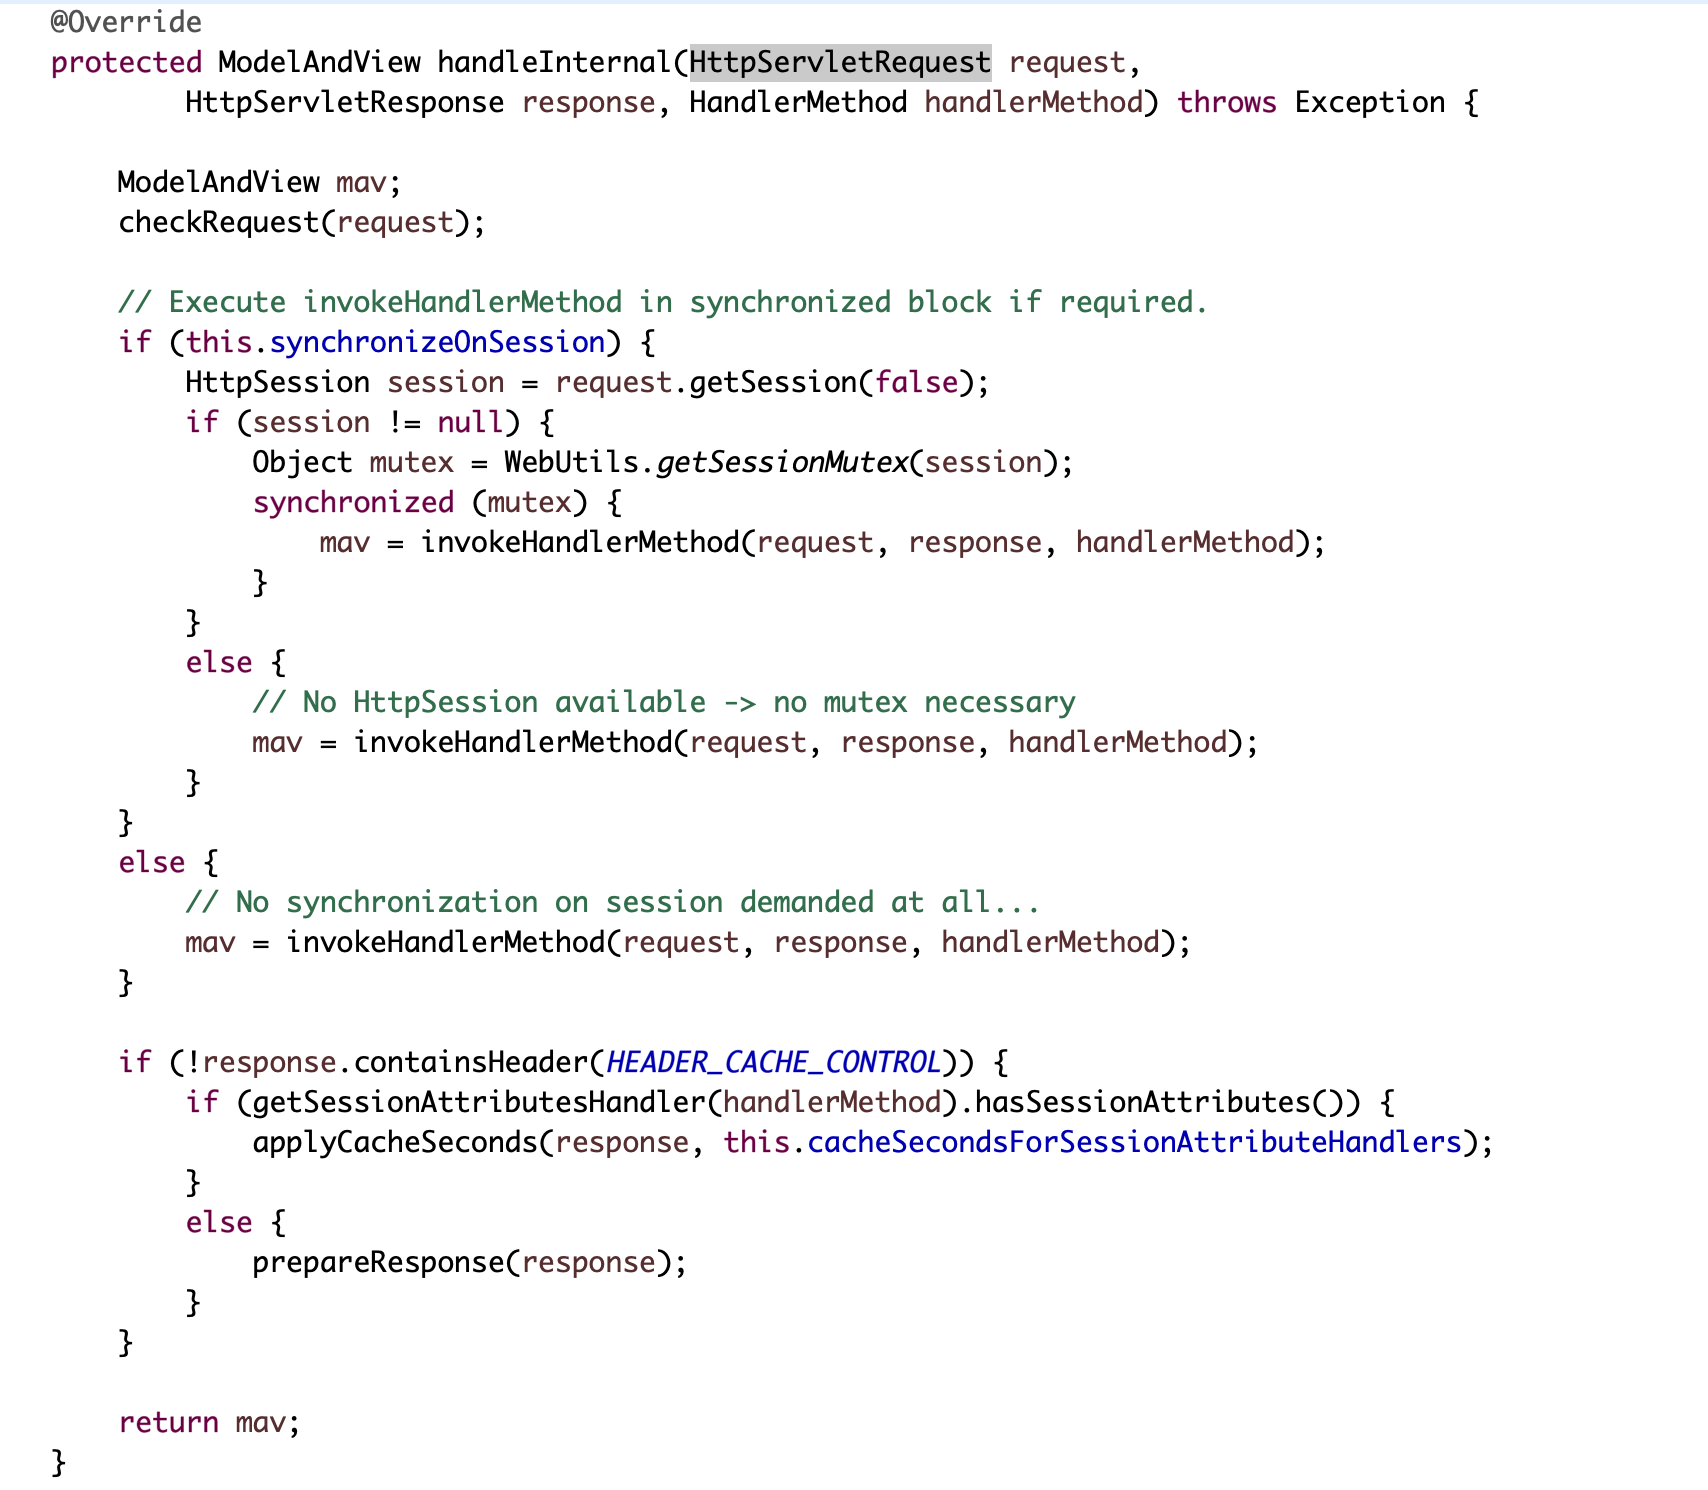 @Override
protected ModelAndView handleInternal(HttpServletRequest request,
        HttpServletResponse response, HandlerMethod handlerMethod) throws Exception {

    ModelAndView mav;
    checkRequest(request);

    // Execute invokeHandlerMethod in synchronized block if required.
    if (this.synchronizeOnSession) {
        HttpSession session = request.getSession(false);
        if (session != null) {
            Object mutex = WebUtils.getSessionMutex(session);
            synchronized (mutex) {
                mav = invokeHandlerMethod(request, response, handlerMethod);
            }
        }
        else {
            // No HttpSession available -> no mutex necessary
            mav = invokeHandlerMethod(request, response, handlerMethod);
        }
    }
    else {
        // No synchronization on session demanded at all...
        mav = invokeHandlerMethod(request, response, handlerMethod);
    }

    if (!response.containsHeader(HEADER_CACHE_CONTROL)) {
        if (getSessionAttributesHandler(handlerMethod).hasSessionAttributes()) {
            applyCacheSeconds(response, this.cacheSecondsForSessionAttributeHandlers);
        }
        else {
            prepareResponse(response);
        }
    }

    return mav;
}